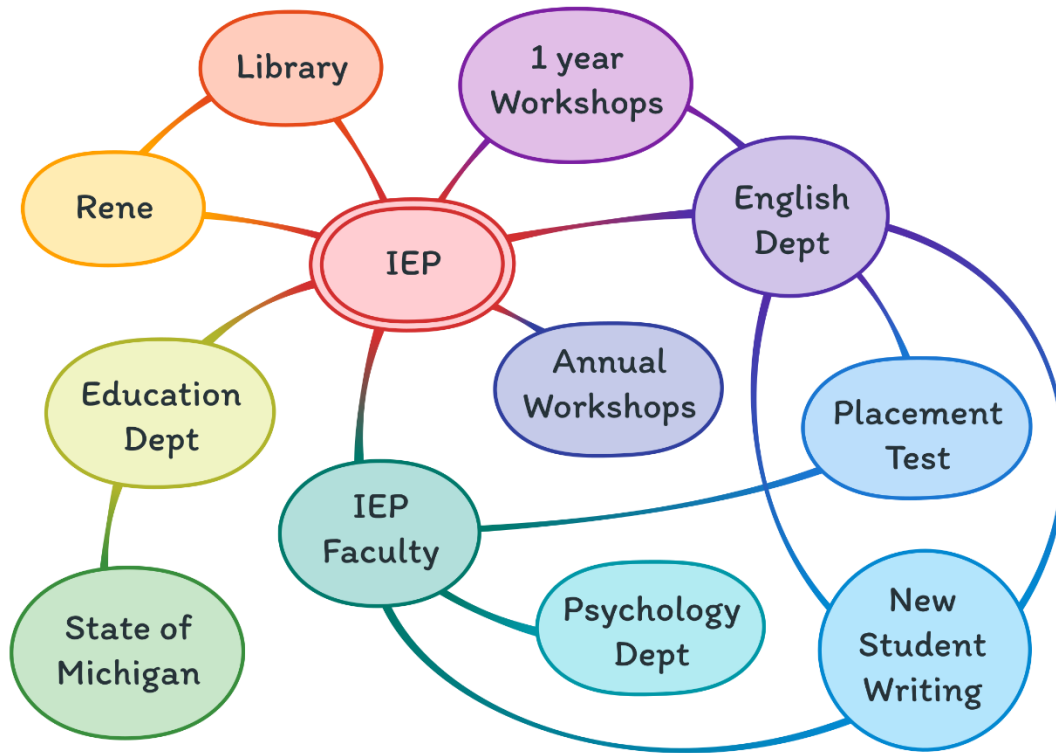 Library
1 year
Workshops
Rene
English
Dept
IEP
Annual
Workshops
Education
Dept
Placement
Test
IEP
Faculty
Psychology
Dept
New
Student
Writing
State of
Michigan